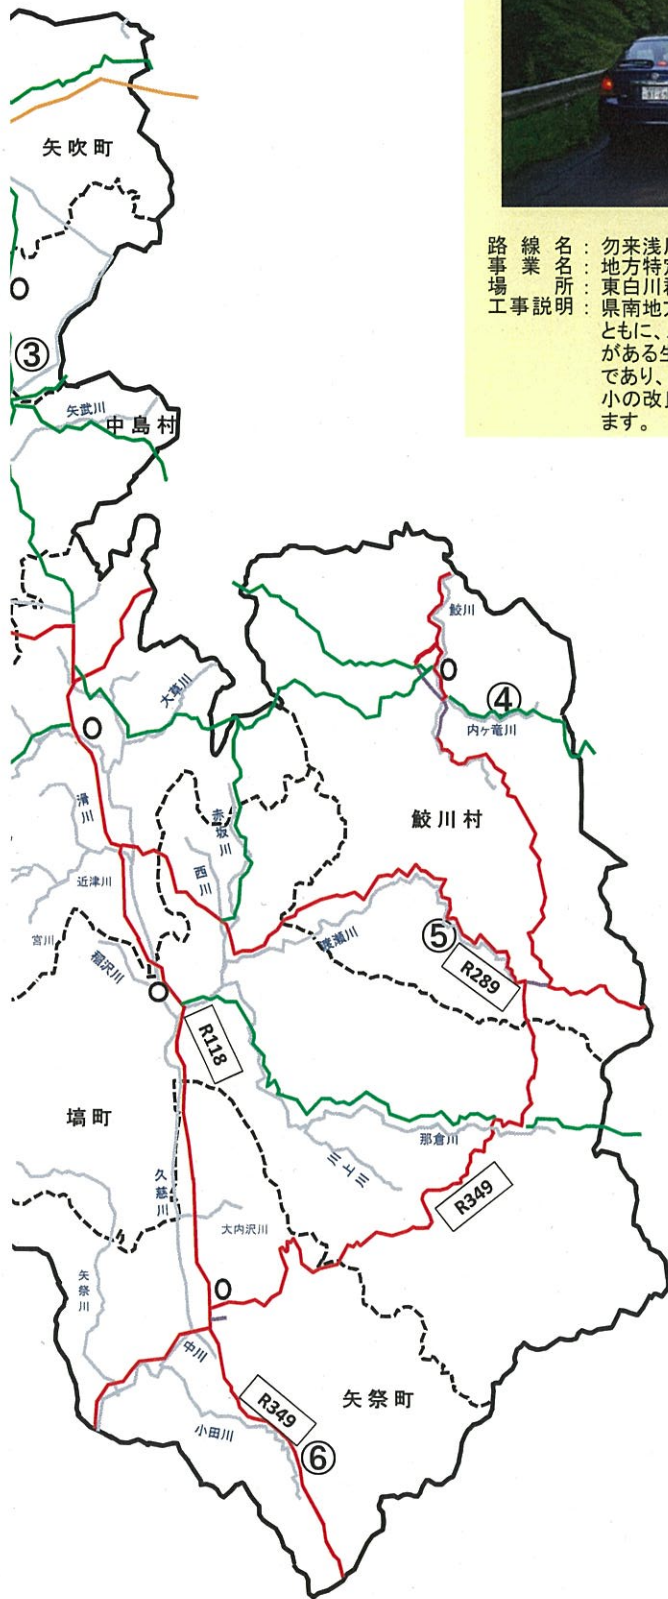 矢吹町
③
矢武川
中島村
路線名：勿来浅
事業名：地方特
場所：東白川
工事説明：県南地
ともに、
がある
であり、
小の改
ます。
鮫川
④
内ヶ竜川
大草川
滑川
赤坂川
西川
鮫川村
近津川
宮川
稲沢川
渡瀬川
⑤
R289
R118
塙町
那倉川
川上川
久慈川
R349
大内沢川
矢祭川
中川
R349
矢祭町
小田川
⑥